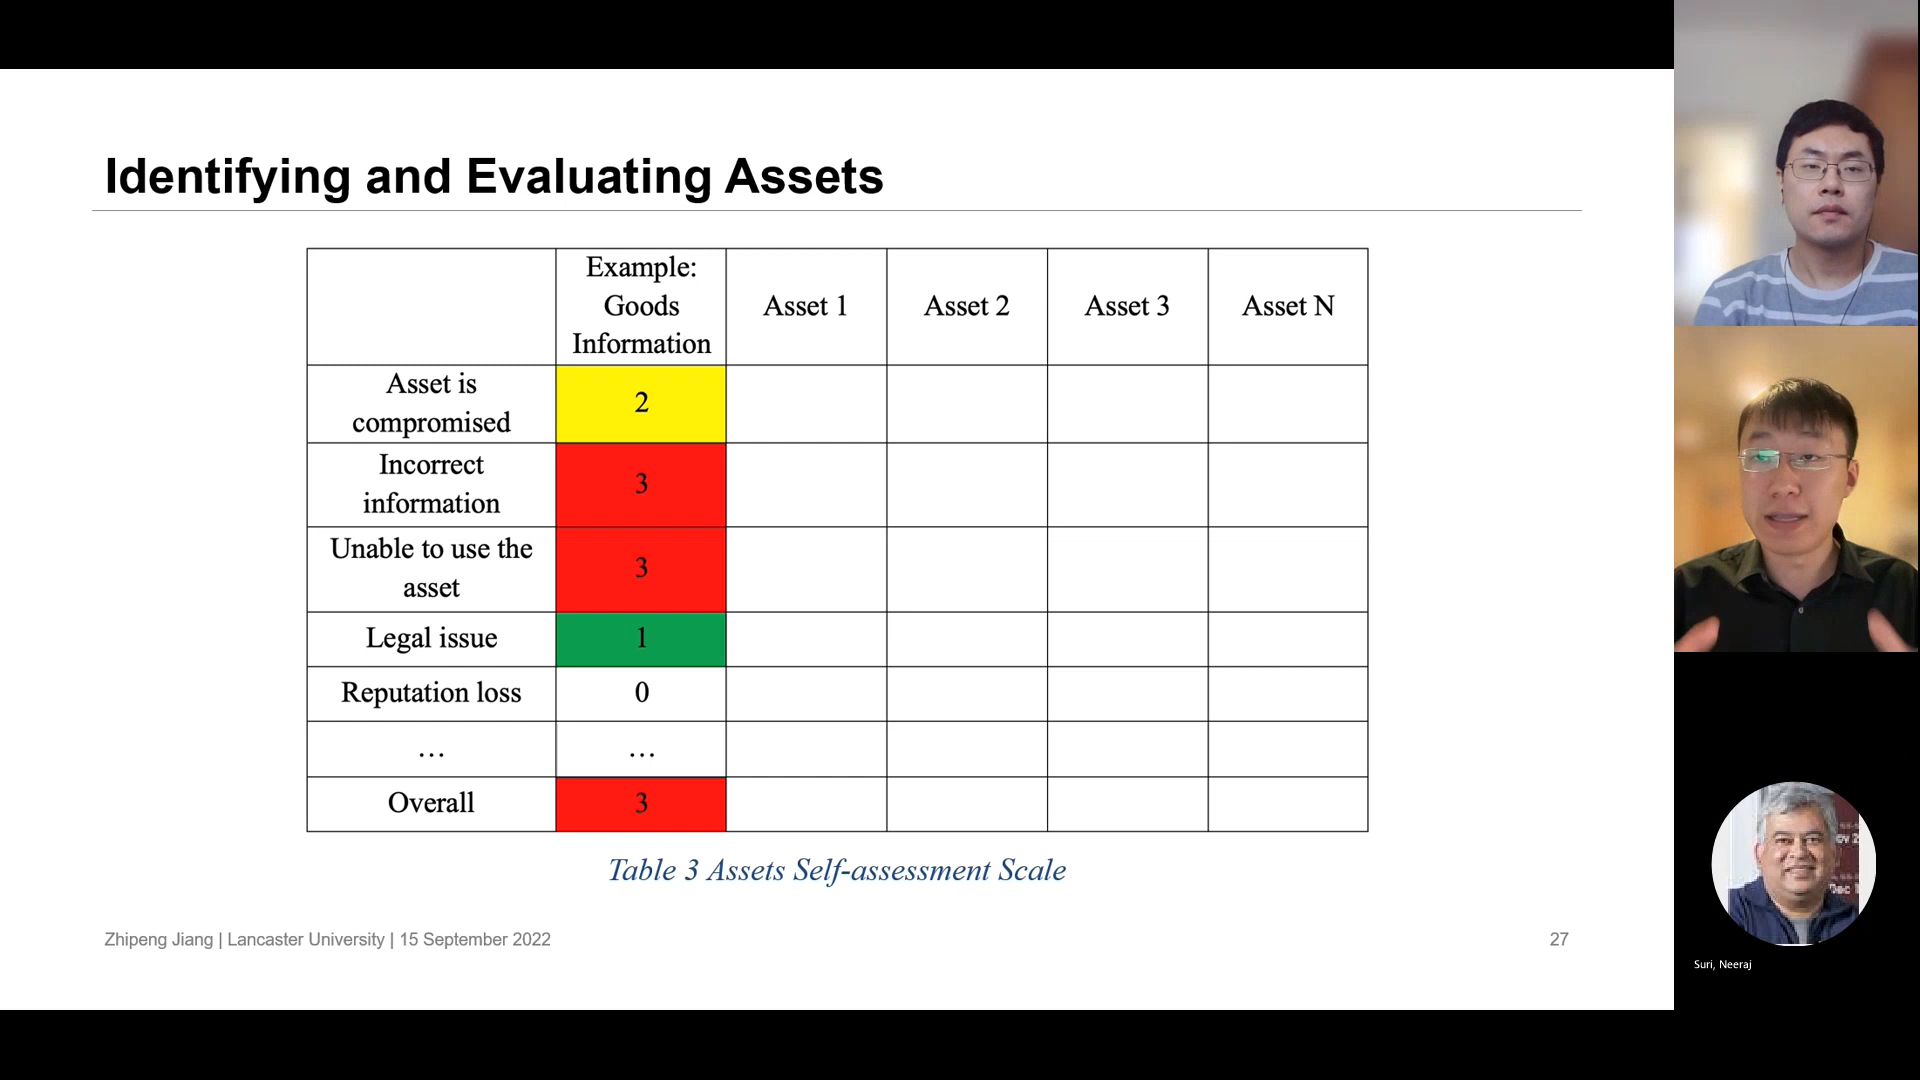 Identifying and Evaluating Assets
Example:
Goods
Information
Asset 1
Asset 2
Asset 3
Asset N
Asset is
compromised
2
Incorrect
information
3
Unable to use the
asset
3
Legal issue
1
Reputation loss
0
…
…
Overall
3
Table 3 Assets Self-assessment Scale
Zhipeng Jiang | Lancaster University | 15 September 2022
27
Suri, Neeraj